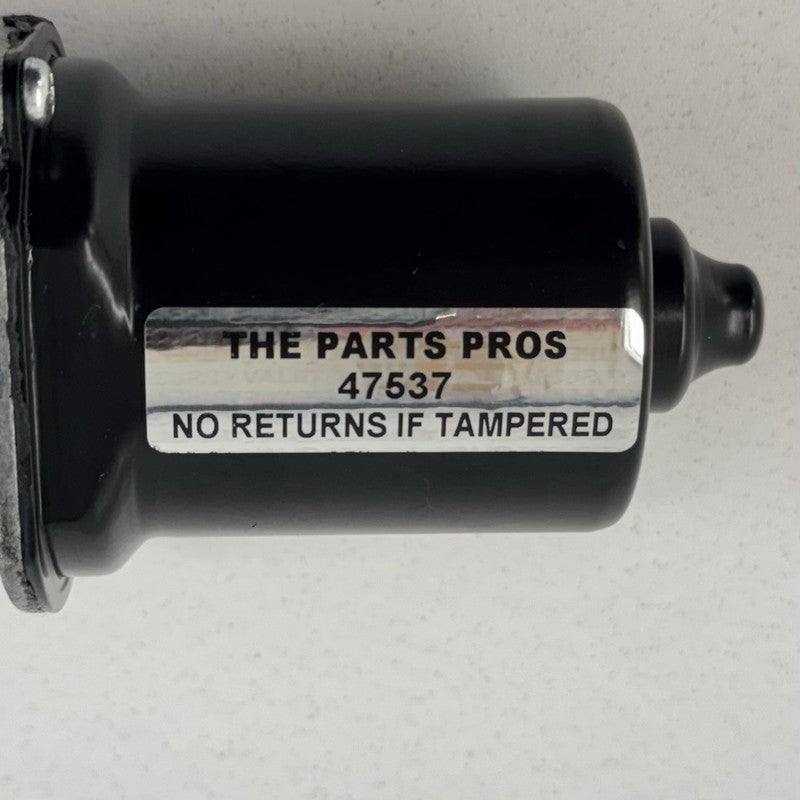 THE PARTS PROS
47537
NO RETURNS IF TAMPERED